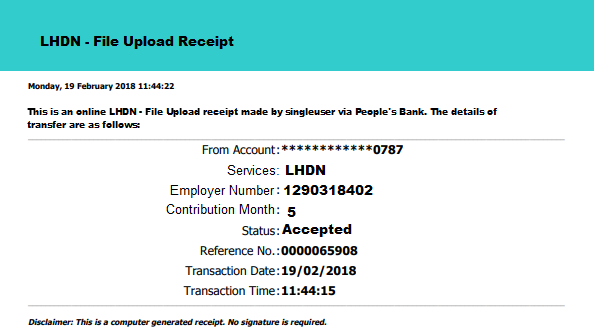 LHDN - File Upload Receipt
Monday, 19 February 2018 11:44:22
This is an online LHDN - File Upload receipt made by singleuser via People's Bank. The details of
transfer are as follows:
From Account: ************0787
Services: LHDN
Employer Number: 1290318402
Contribution Month: 5
Status: Accepted
Reference No.: 0000065908
Transaction Date: 19/02/2018
Transaction Time: 11:44:15
Disclaimer: This is a computer generated receipt. No signature is required.